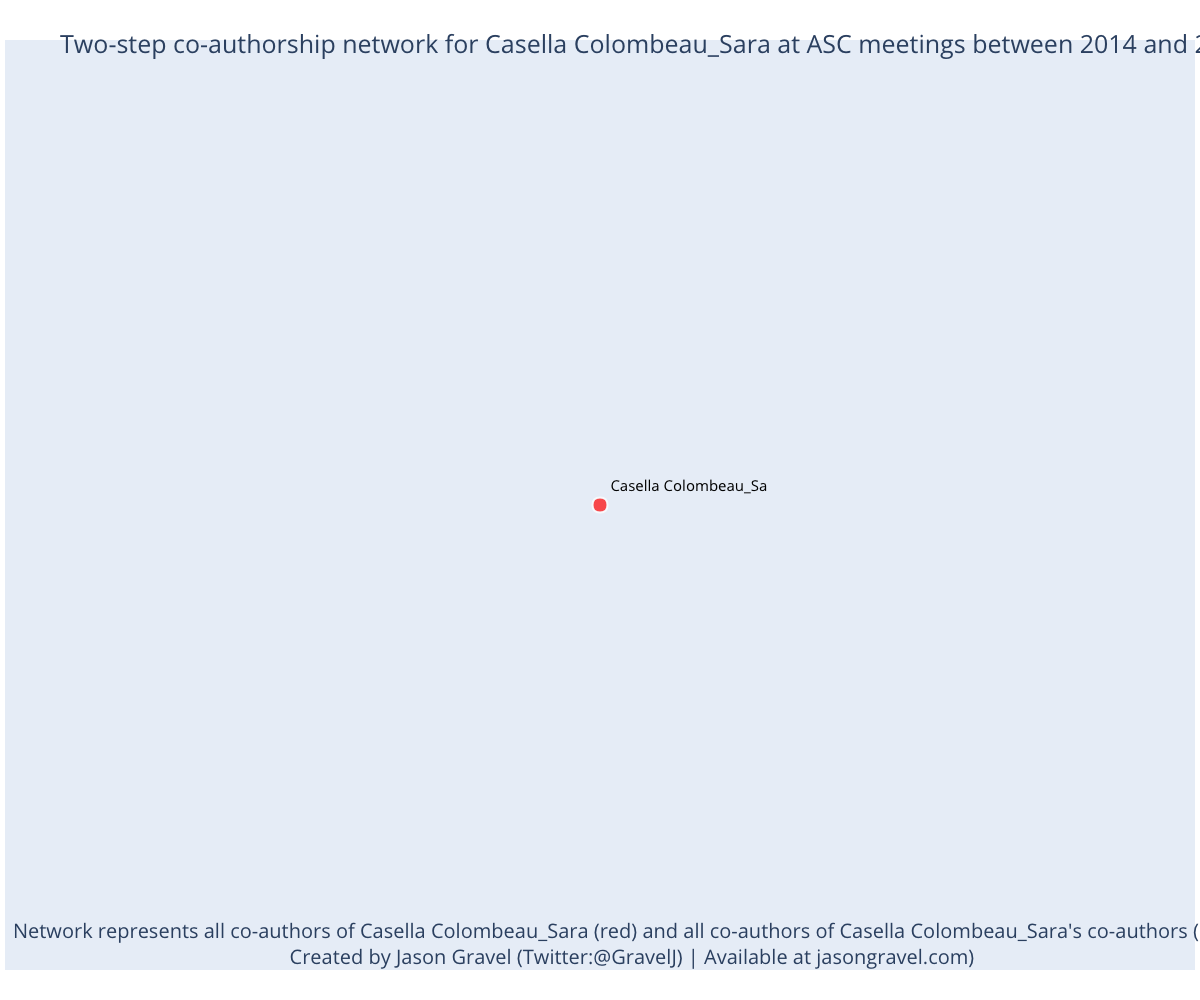 Two-step co-authorship network for Casella Colombeau_Sara at ASC meetings between 2014 and 2
Casella Colombeau_Sa
Network represents all co-authors of Casella Colombeau_Sara (red) and all co-authors of Casella Colombeau_Sara's co-authors (
Created by Jason Gravel (Twitter:@GravelJ) | Available at jasongravel.com)